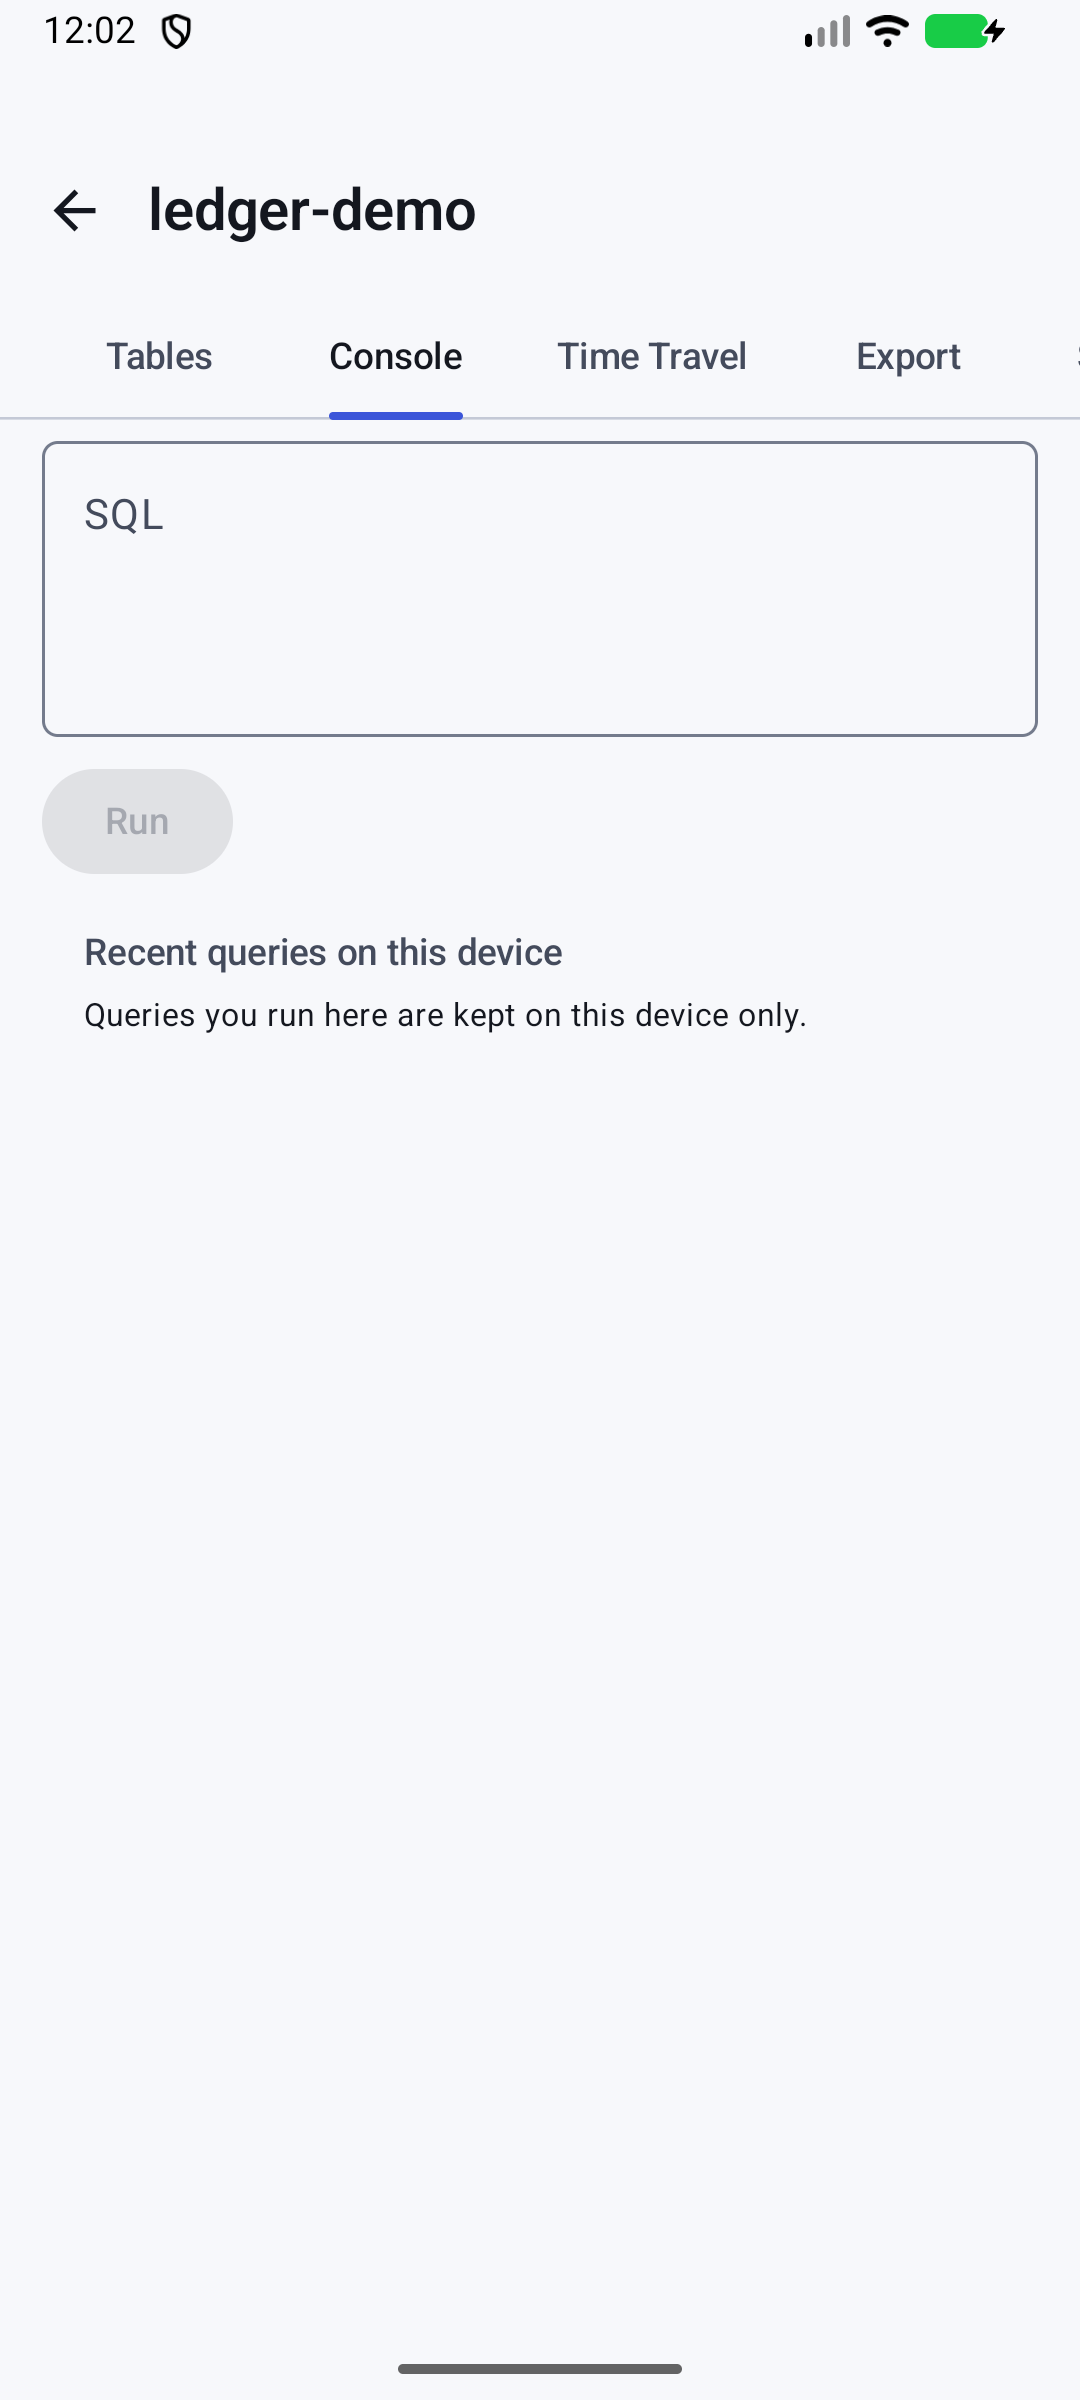 12:02
ledger-demo
Tables Console Time Travel Export
SQL
Run
Recent queries on this device
Queries you run here are kept on this device only.